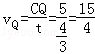 v_Q = CQ/t = 5/(4/3) = 15/4